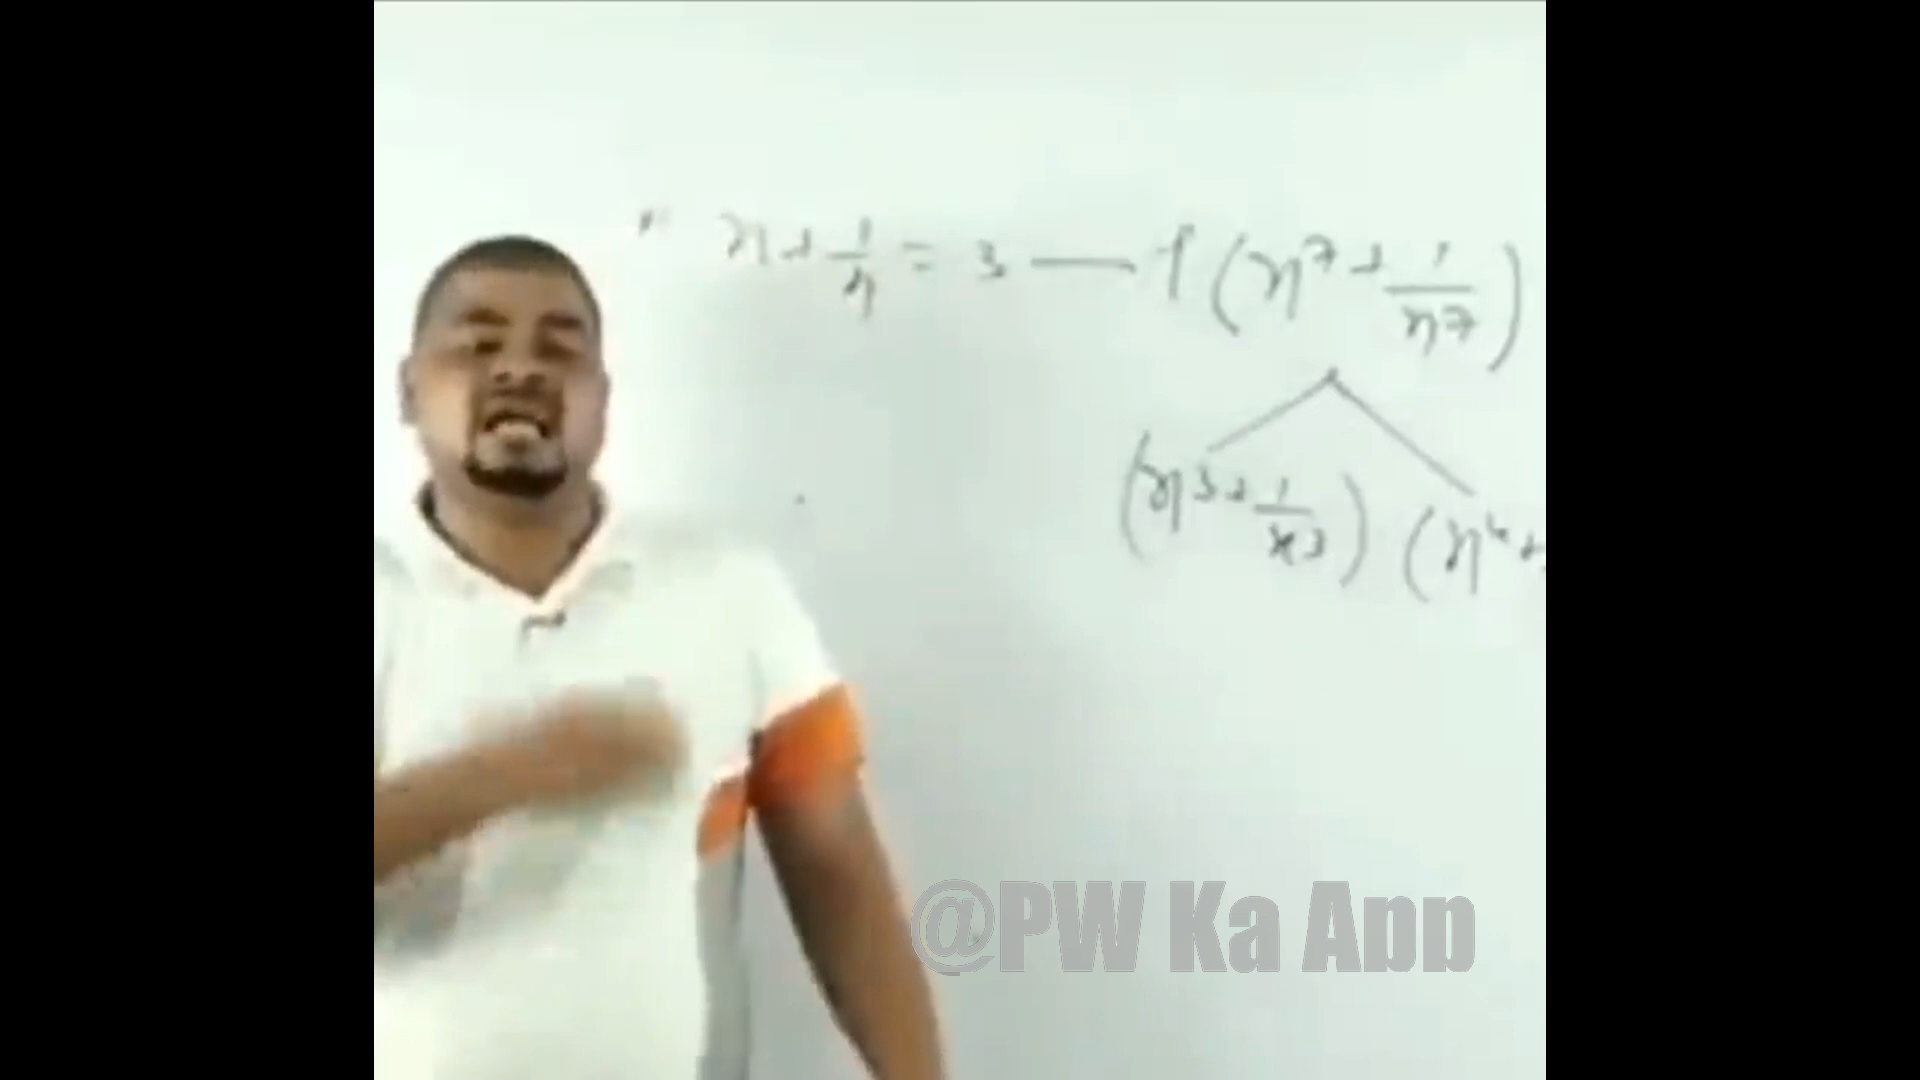 x + 1/x = 3 — f (x⁷ + 1/x⁷)
(x³ + 1/x³) (x⁴ +
@PW Ka App